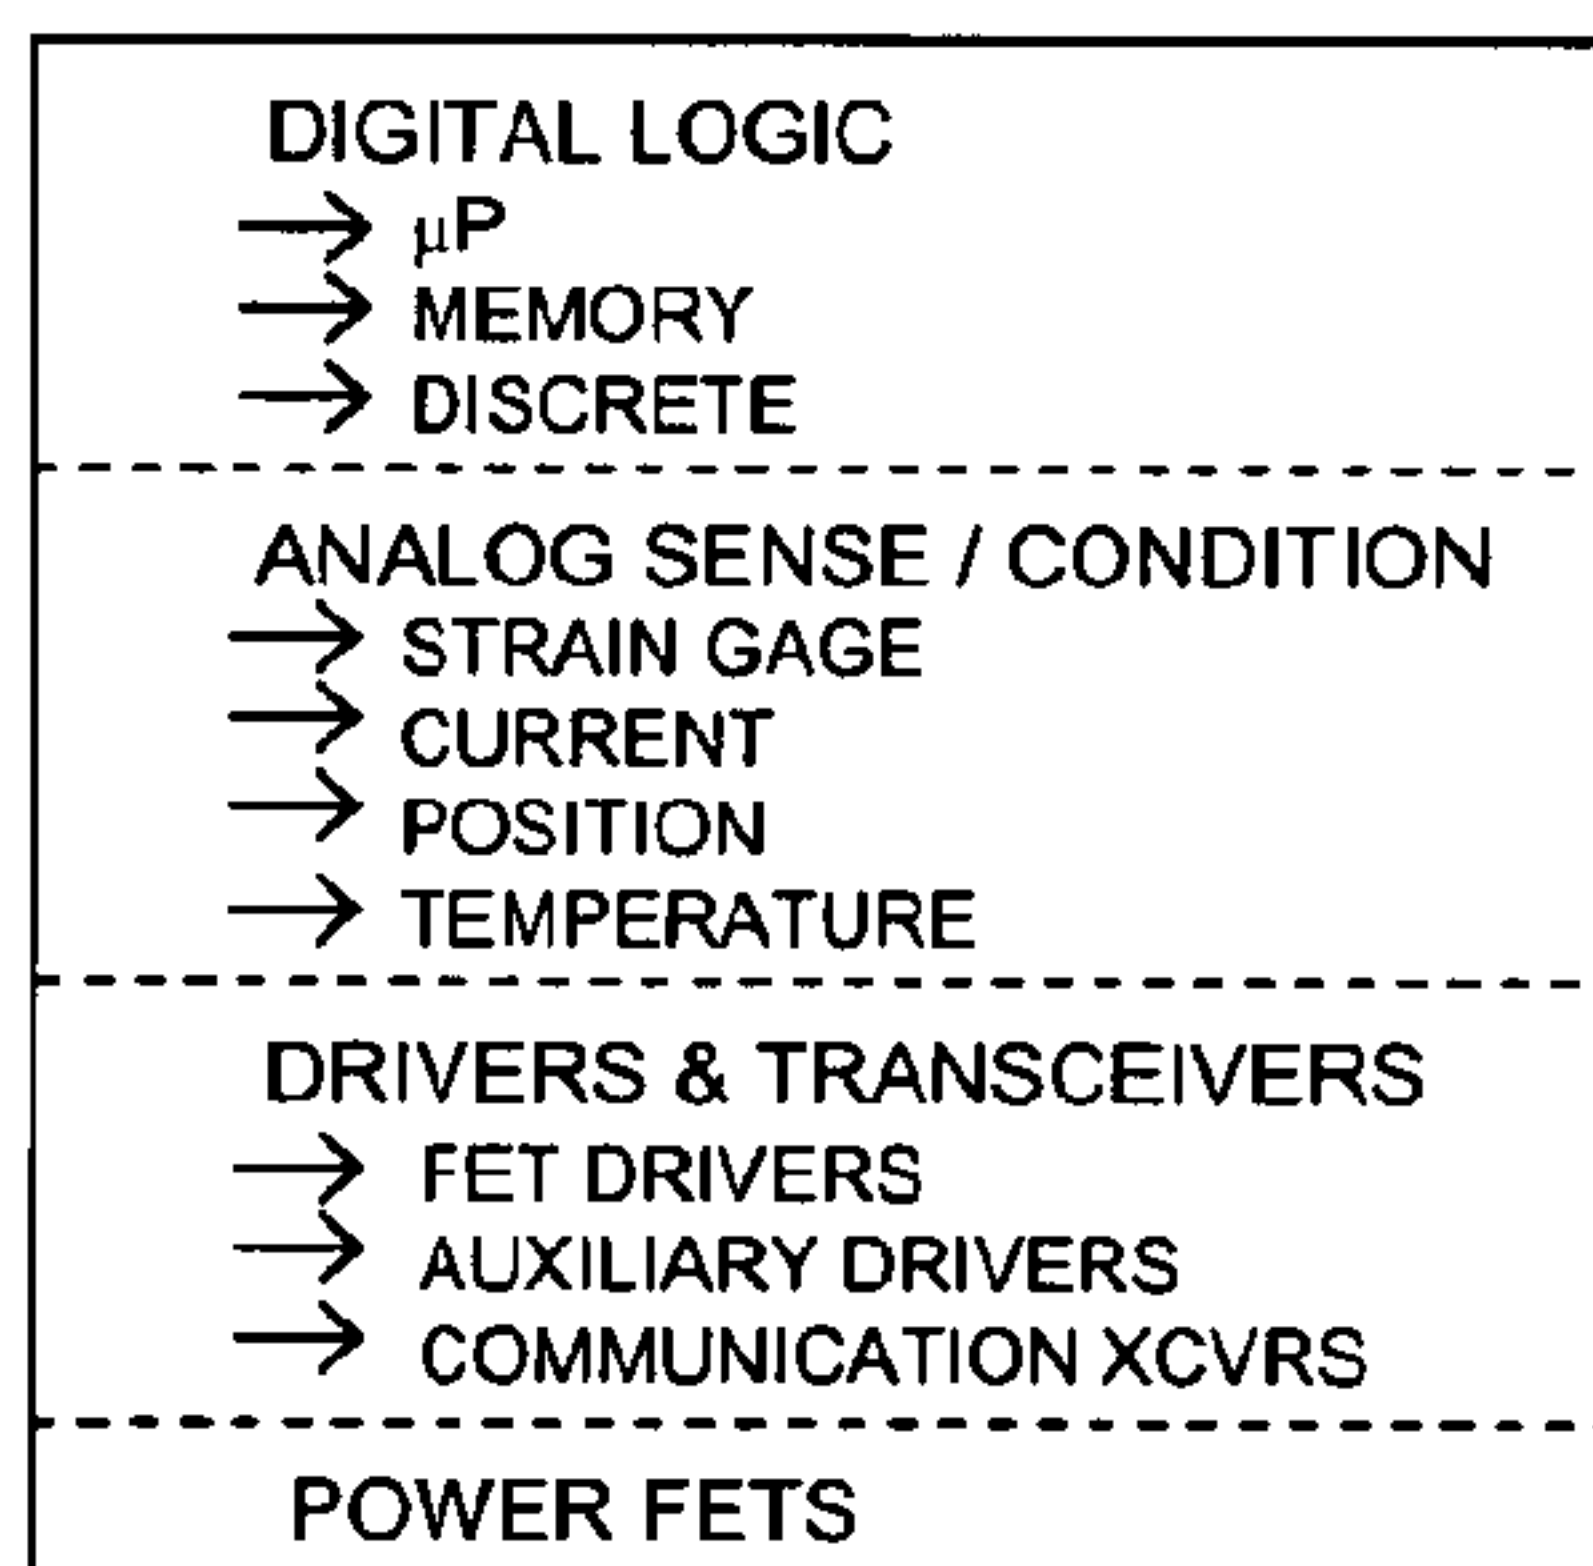 DIGITAL LOGIC
→ µP
→ MEMORY
→ DISCRETE
ANALOG SENSE / CONDITION
→ STRAIN GAGE
→ CURRENT
→ POSITION
→ TEMPERATURE
DRIVERS & TRANSCEIVERS
→ FET DRIVERS
→ AUXILIARY DRIVERS
→ COMMUNICATION XCVRS
POWER FETS